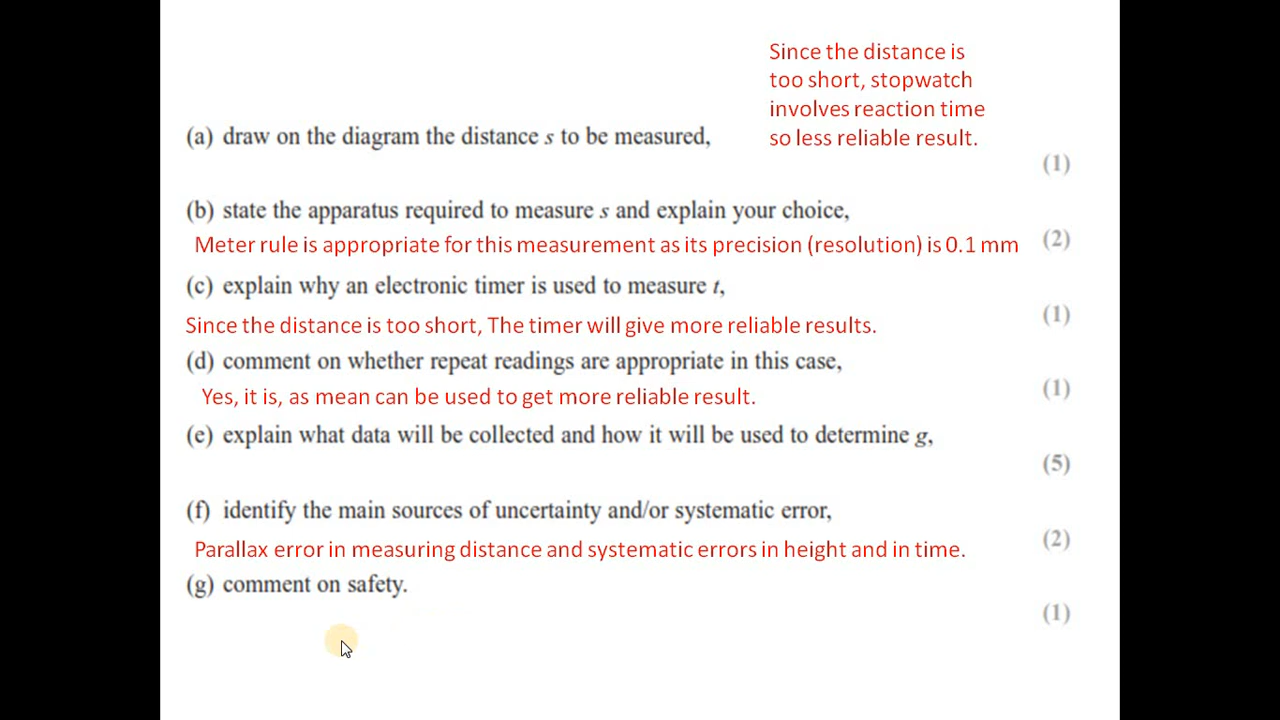 Since the distance is
too short, stopwatch
involves reaction time
so less reliable result.
(a) draw on the diagram the distance s to be measured,
(1)
(b) state the apparatus required to measure s and explain your choice,
Meter rule is appropriate for this measurement as its precision (resolution) is 0.1 mm
(2)
(c) explain why an electronic timer is used to measure t,
Since the distance is too short, The timer will give more reliable results.
(1)
(d) comment on whether repeat readings are appropriate in this case,
Yes, it is, as mean can be used to get more reliable result.
(1)
(e) explain what data will be collected and how it will be used to determine g,
(5)
(f) identify the main sources of uncertainty and/or systematic error,
Parallax error in measuring distance and systematic errors in height and in time.
(2)
(g) comment on safety.
(1)